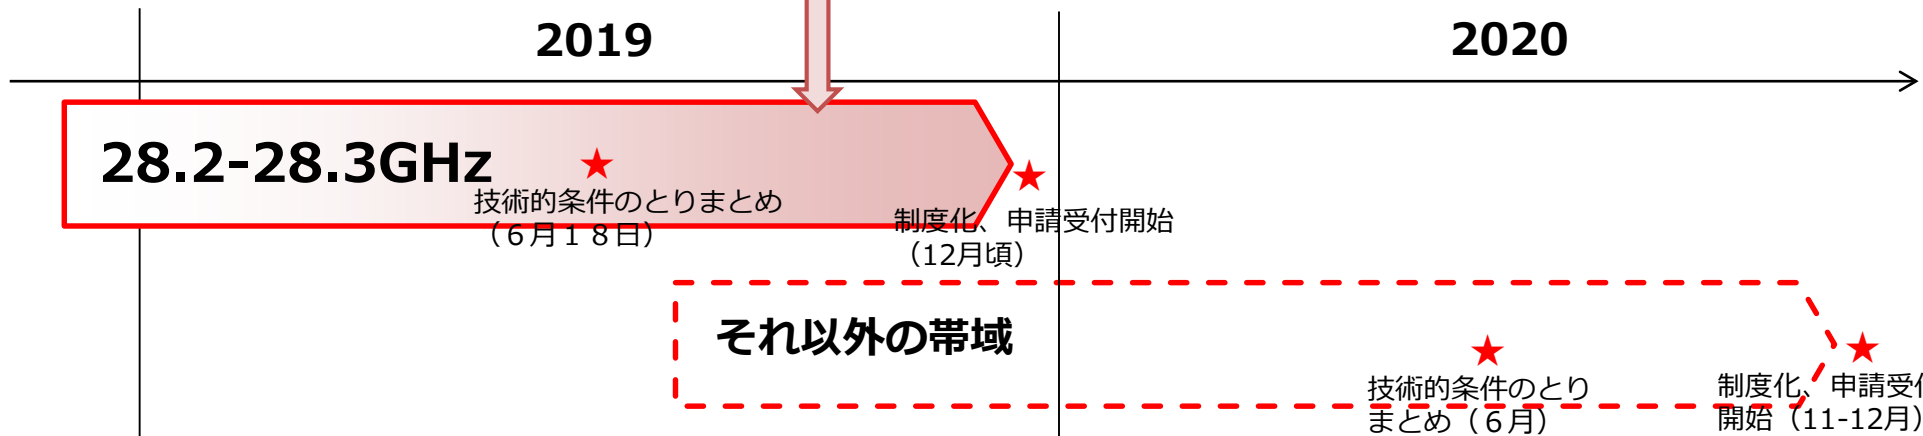 2019
2020
28.2-28.3GHz
技術的条件のとりまとめ
（６月１８日）
制度化、申請受付開始
（12月頃）
それ以外の帯域
技術的条件のとり
まとめ（６月）
制度化、申請受付
開始（11-12月）